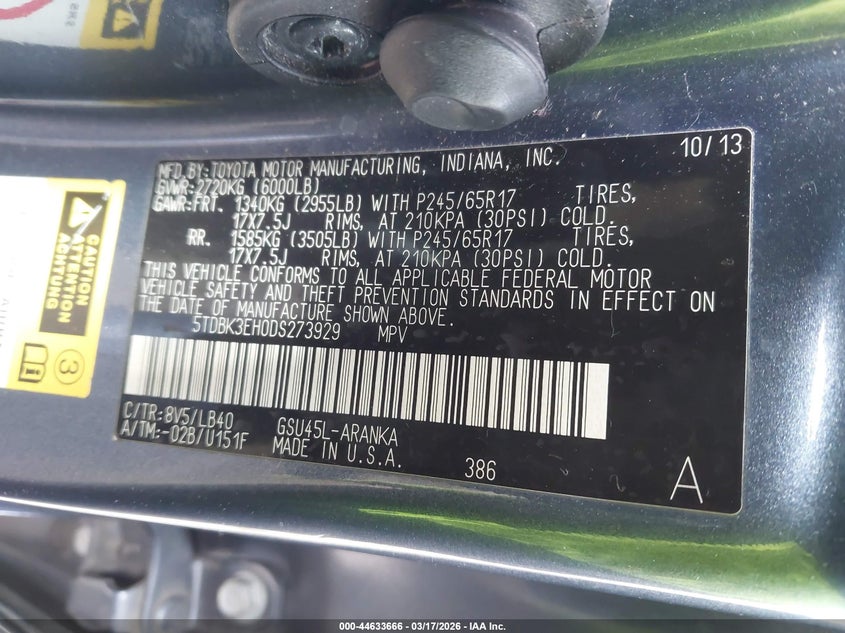 MFD.BY:TOYOTA MOTOR MANUFACTURING, INDIANA, INC. 10/13
GVWR:2720KG (6000LB)
GAWR:FRT. 1340KG (2955LB) WITH P245/65R17 TIRES,
17X7.5J RIMS, AT 210KPA (30PSI) COLD.
RR. 1585KG (3505LB) WITH P245/65R17 TIRES,
17X7.5J RIMS, AT 210KPA (30PSI) COLD.
THIS VEHICLE CONFORMS TO ALL APPLICABLE FEDERAL MOTOR
VEHICLE SAFETY AND THEFT PREVENTION STANDARDS IN EFFECT ON
THE DATE OF MANUFACTURE SHOWN ABOVE.
5TDBK3EH0DS273929 MPV
C/TR:8V5/LB40 GSU45L-ARANKA
A/TM:-02B/U151F MADE IN U.S.A. 386 A
CAUTION
ATTENTION
ACHTUNG
3
000-44633666 - 03/17/2026 - IAA Inc.